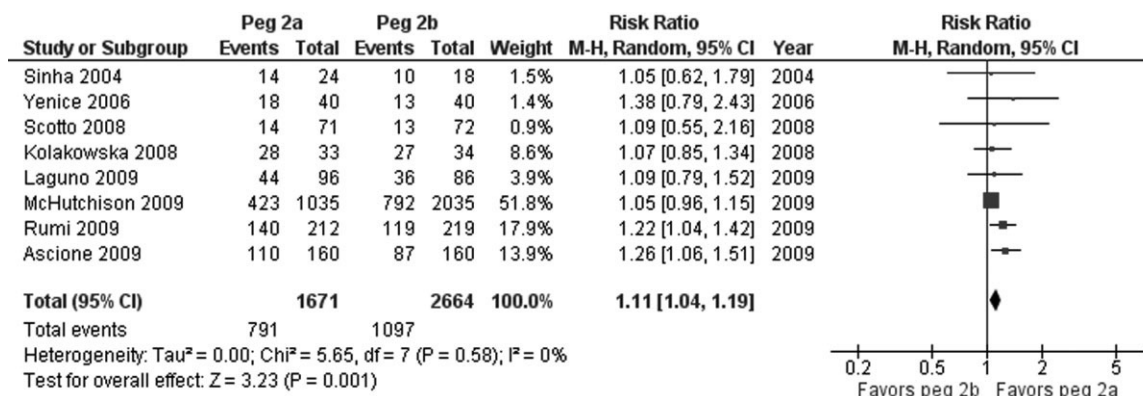 Peg 2a Peg 2b Risk Ratio Risk Ratio
Study or Subgroup Events Total Events Total Weight M-H, Random, 95% CI Year M-H, Random, 95% CI
Sinha 2004 14 24 10 18 1.5% 1.05 [0.62, 1.79] 2004
Yenice 2006 18 40 13 40 1.4% 1.38 [0.79, 2.43] 2006
Scotto 2008 14 71 13 72 0.9% 1.09 [0.55, 2.16] 2008
Kolakowska 2008 28 33 27 34 8.6% 1.07 [0.85, 1.34] 2008
Laguno 2009 44 96 36 86 3.9% 1.09 [0.79, 1.52] 2009
McHutchison 2009 423 1035 792 2035 51.8% 1.05 [0.96, 1.15] 2009
Rumi 2009 140 212 119 219 17.9% 1.22 [1.04, 1.42] 2009
Ascione 2009 110 160 87 160 13.9% 1.26 [1.06, 1.51] 2009
Total (95% CI) 1671 2664 100.0% 1.11 [1.04, 1.19]
Total events 791 1097
Heterogeneity: Tau² = 0.00; Chi² = 5.65, df = 7 (P = 0.58); I² = 0%
Test for overall effect: Z = 3.23 (P = 0.001)
0.2 0.5 1 2 5
Favors peg 2b Favors peg 2a